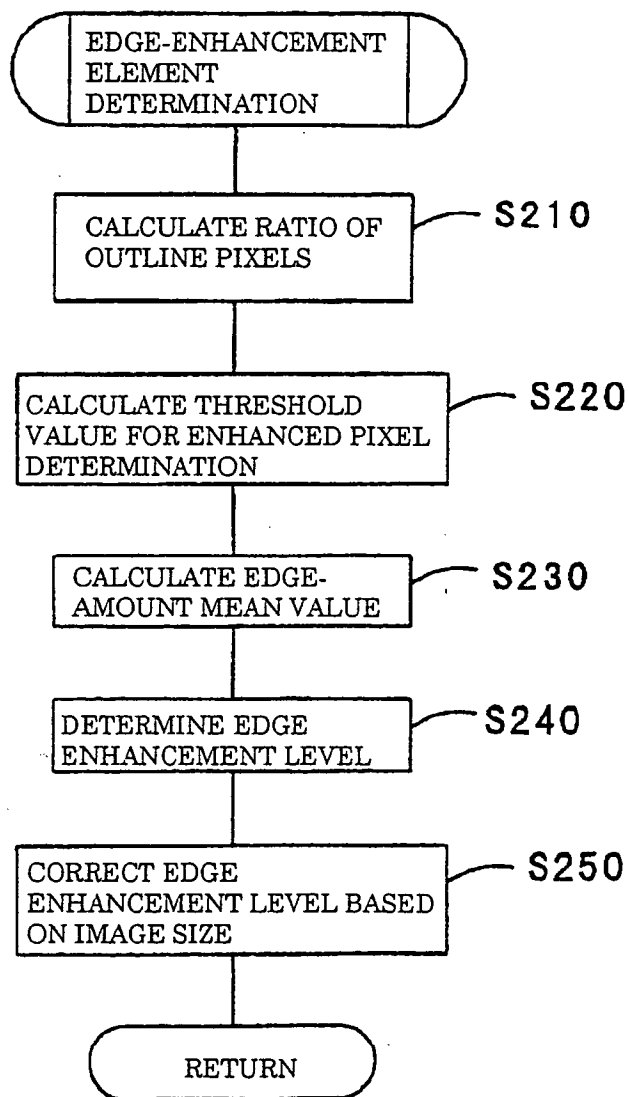 EDGE-ENHANCEMENT
ELEMENT
DETERMINATION
CALCULATE RATIO OF
OUTLINE PIXELS
S210
CALCULATE THRESHOLD
VALUE FOR ENHANCED PIXEL
DETERMINATION
S220
CALCULATE EDGE-
AMOUNT MEAN VALUE
S230
DETERMINE EDGE
ENHANCEMENT LEVEL
S240
CORRECT EDGE
ENHANCEMENT LEVEL BASED
ON IMAGE SIZE
S250
RETURN